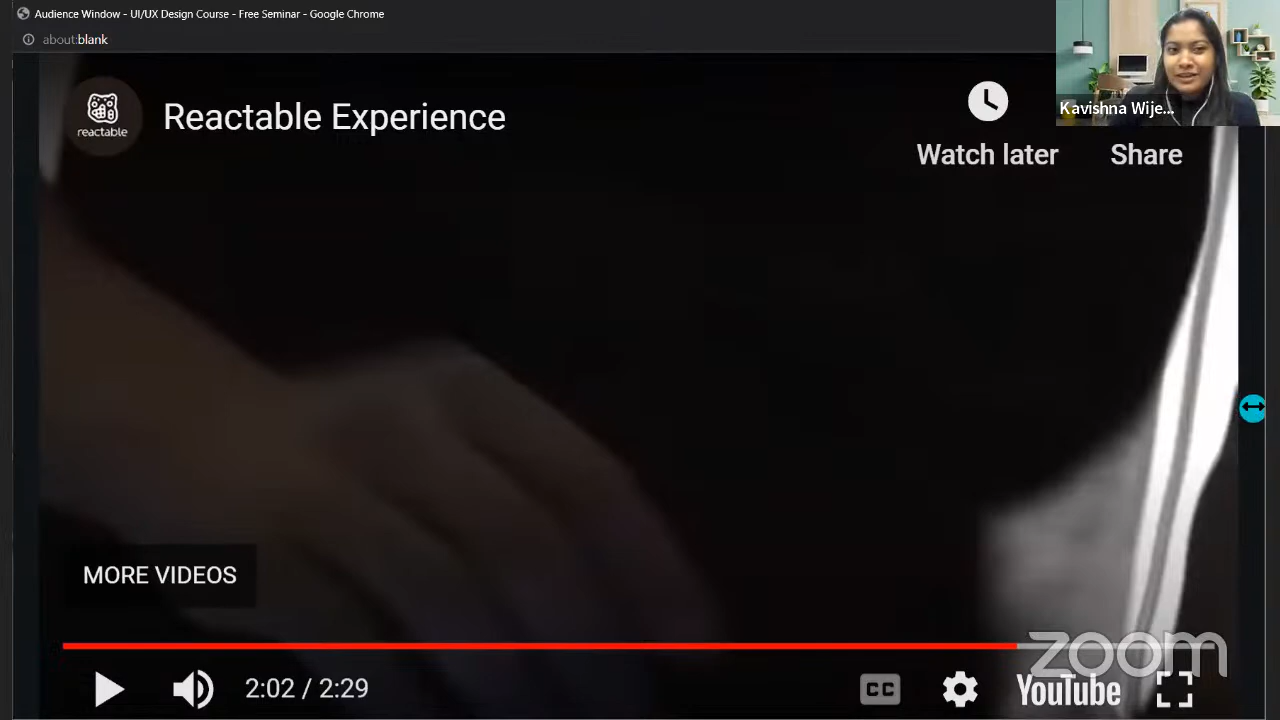 Audience Window - UI/UX Design Course - Free Seminar - Google Chrome
about:blank
Kavishna Wije...
reactable
Reactable Experience
Watch later
Share
MORE VIDEOS
zoom
2:02 / 2:29
CC
YouTube